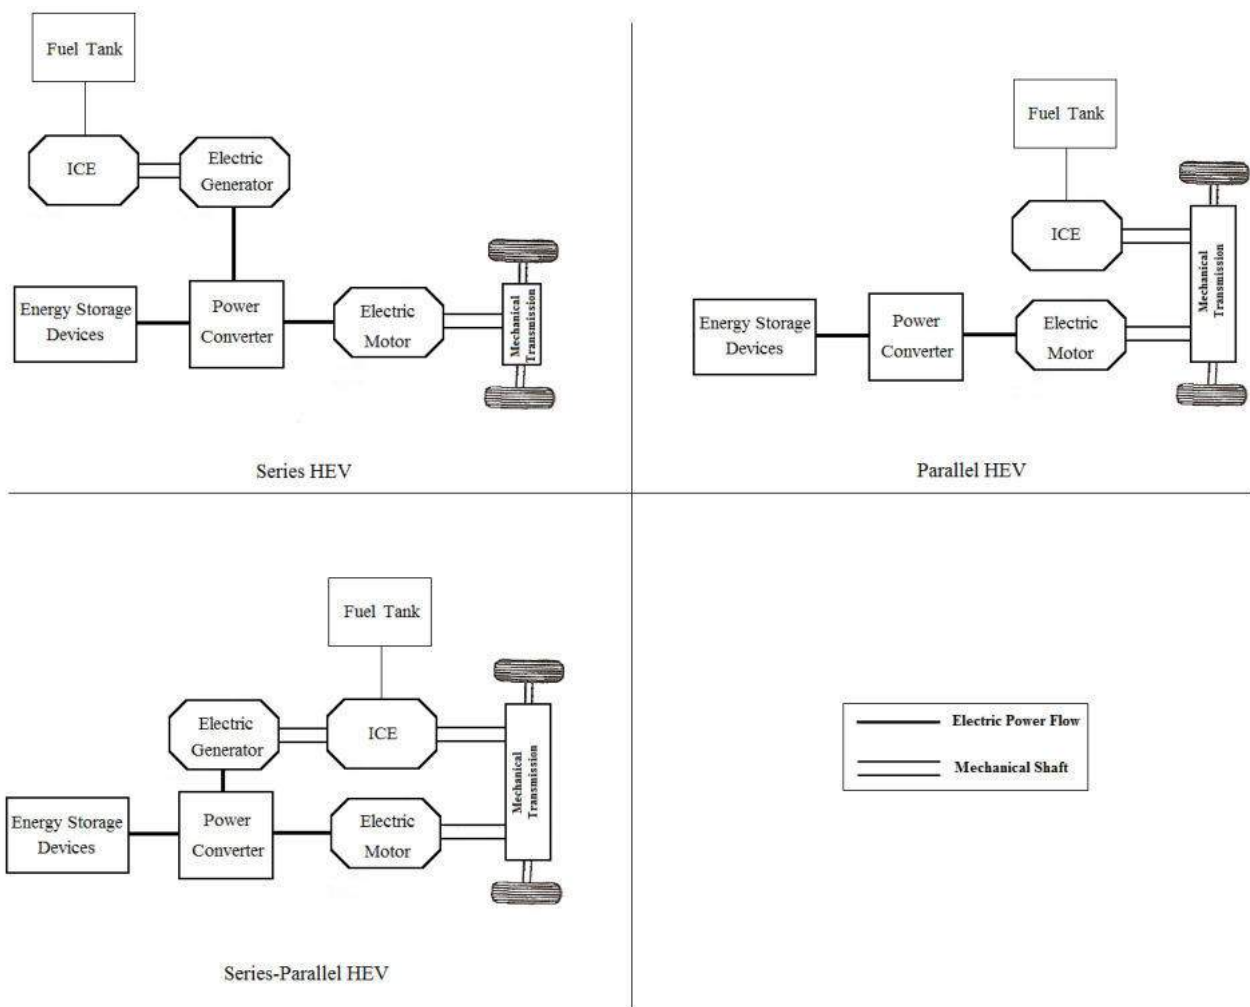 Fuel Tank
ICE
Electric
Generator
Energy Storage
Devices
Power
Converter
Electric
Motor
Mechanical
Transmission
Series HEV
Fuel Tank
ICE
Energy Storage
Devices
Power
Converter
Electric
Motor
Mechanical
Transmission
Parallel HEV
Fuel Tank
Electric
Generator
ICE
Energy Storage
Devices
Power
Converter
Electric
Motor
Mechanical
Transmission
Series-Parallel HEV
Electric Power Flow
Mechanical Shaft